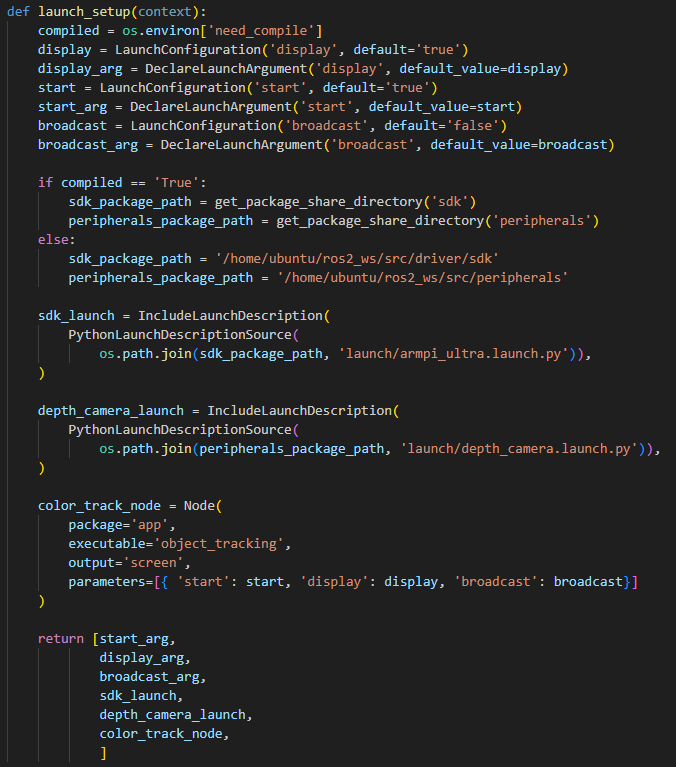 def launch_setup(context):
    compiled = os.environ['need_compile']
    display = LaunchConfiguration('display', default='true')
    display_arg = DeclareLaunchArgument('display', default_value=display)
    start = LaunchConfiguration('start', default='true')
    start_arg = DeclareLaunchArgument('start', default_value=start)
    broadcast = LaunchConfiguration('broadcast', default='false')
    broadcast_arg = DeclareLaunchArgument('broadcast', default_value=broadcast)

    if compiled == 'True':
        sdk_package_path = get_package_share_directory('sdk')
        peripherals_package_path = get_package_share_directory('peripherals')
    else:
        sdk_package_path = '/home/ubuntu/ros2_ws/src/driver/sdk'
        peripherals_package_path = '/home/ubuntu/ros2_ws/src/peripherals'

    sdk_launch = IncludeLaunchDescription(
        PythonLaunchDescriptionSource(
            os.path.join(sdk_package_path, 'launch/armpi_ultra.launch.py')),
    )

    depth_camera_launch = IncludeLaunchDescription(
        PythonLaunchDescriptionSource(
            os.path.join(peripherals_package_path, 'launch/depth_camera.launch.py')),
    )

    color_track_node = Node(
        package='app',
        executable='object_tracking',
        output='screen',
        parameters=[{ 'start': start, 'display': display, 'broadcast': broadcast}]
    )

    return [start_arg,
            display_arg,
            broadcast_arg,
            sdk_launch,
            depth_camera_launch,
            color_track_node,
            ]